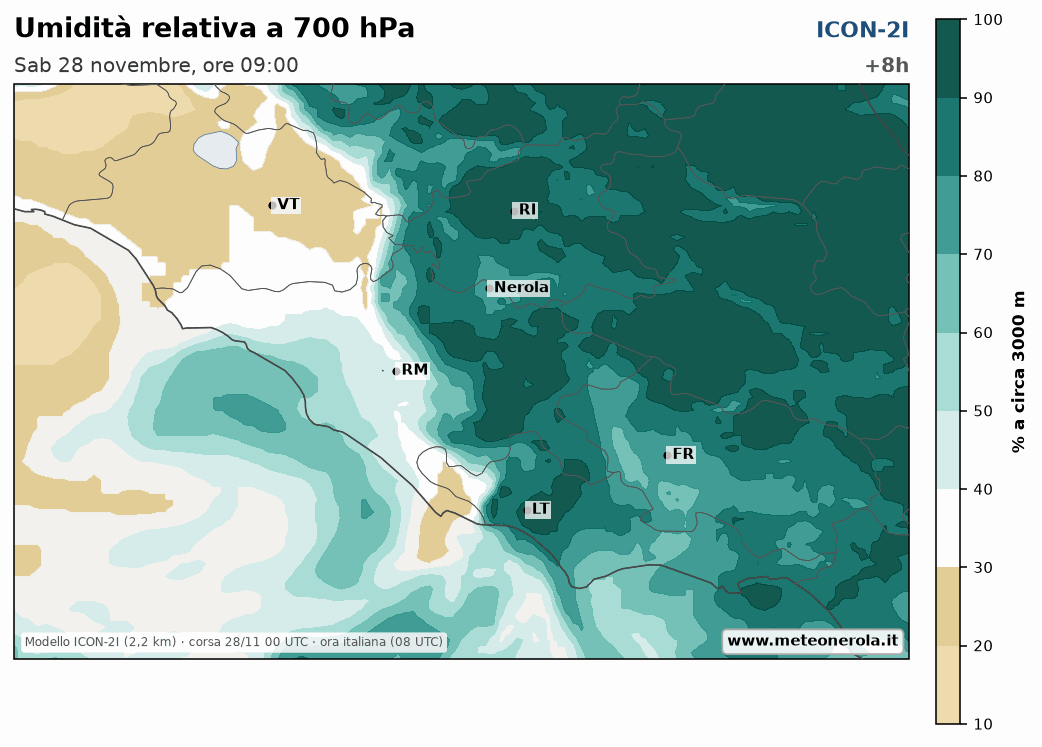 Umidità relativa a 700 hPa
ICON-2I
Sab 28 novembre, ore 09:00
+8h
100
90
80
70
60
50
40
30
20
10
% a circa 3000 m
VT
RI
Nerola
RM
FR
LT
Modello ICON-2I (2,2 km) · corsa 28/11 00 UTC · ora italiana (08 UTC)
www.meteonerola.it